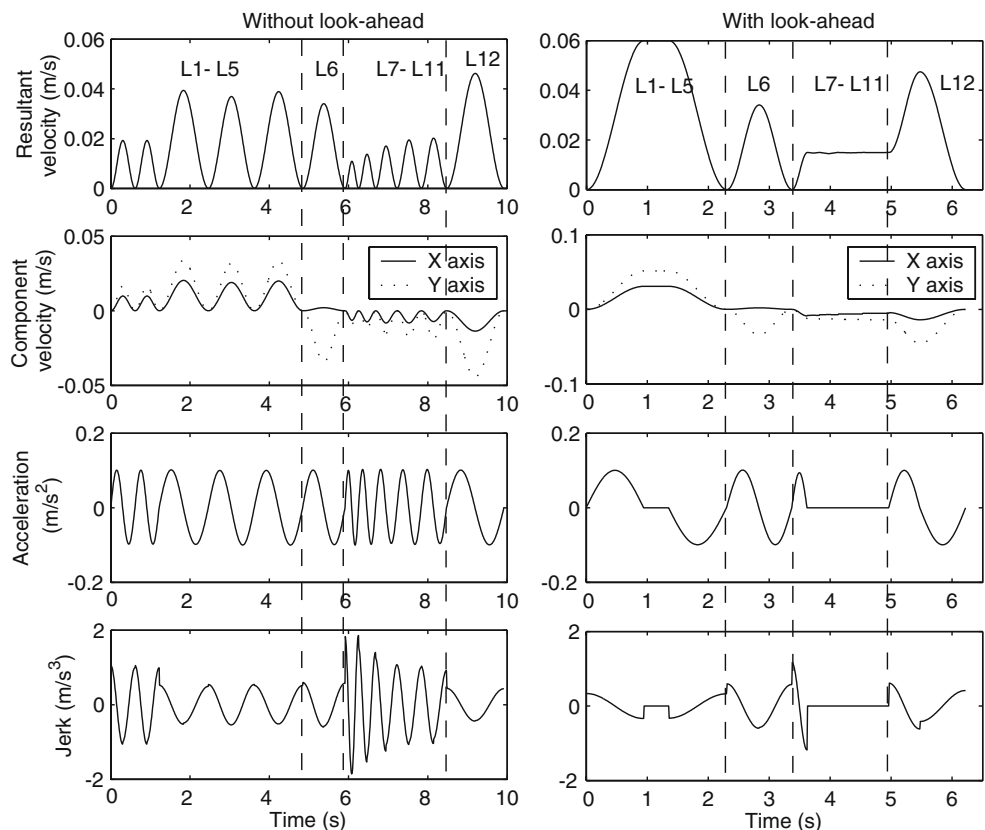 Without look-ahead
0.06
0.04
0.02
0
Resultant
velocity (m/s)
L1- L5
L6
L7- L11
L12
0 2 4 6 8 10
0.05
0
-0.05
Component
velocity (m/s)
X axis
Y axis
0 2 4 6 8 10
0.2
0
-0.2
Acceleration
(m/s2)
0 2 4 6 8 10
2
0
-2
Jerk (m/s3)
0 2 4 6 8 10
Time (s)
With look-ahead
0.06
0.04
0.02
0
L1- L5
L6
L7- L11
L12
0 1 2 3 4 5 6
0.1
0
-0.1
X axis
Y axis
0 1 2 3 4 5 6
0.2
0
-0.2
0 1 2 3 4 5 6
2
0
-2
0 1 2 3 4 5 6
Time (s)